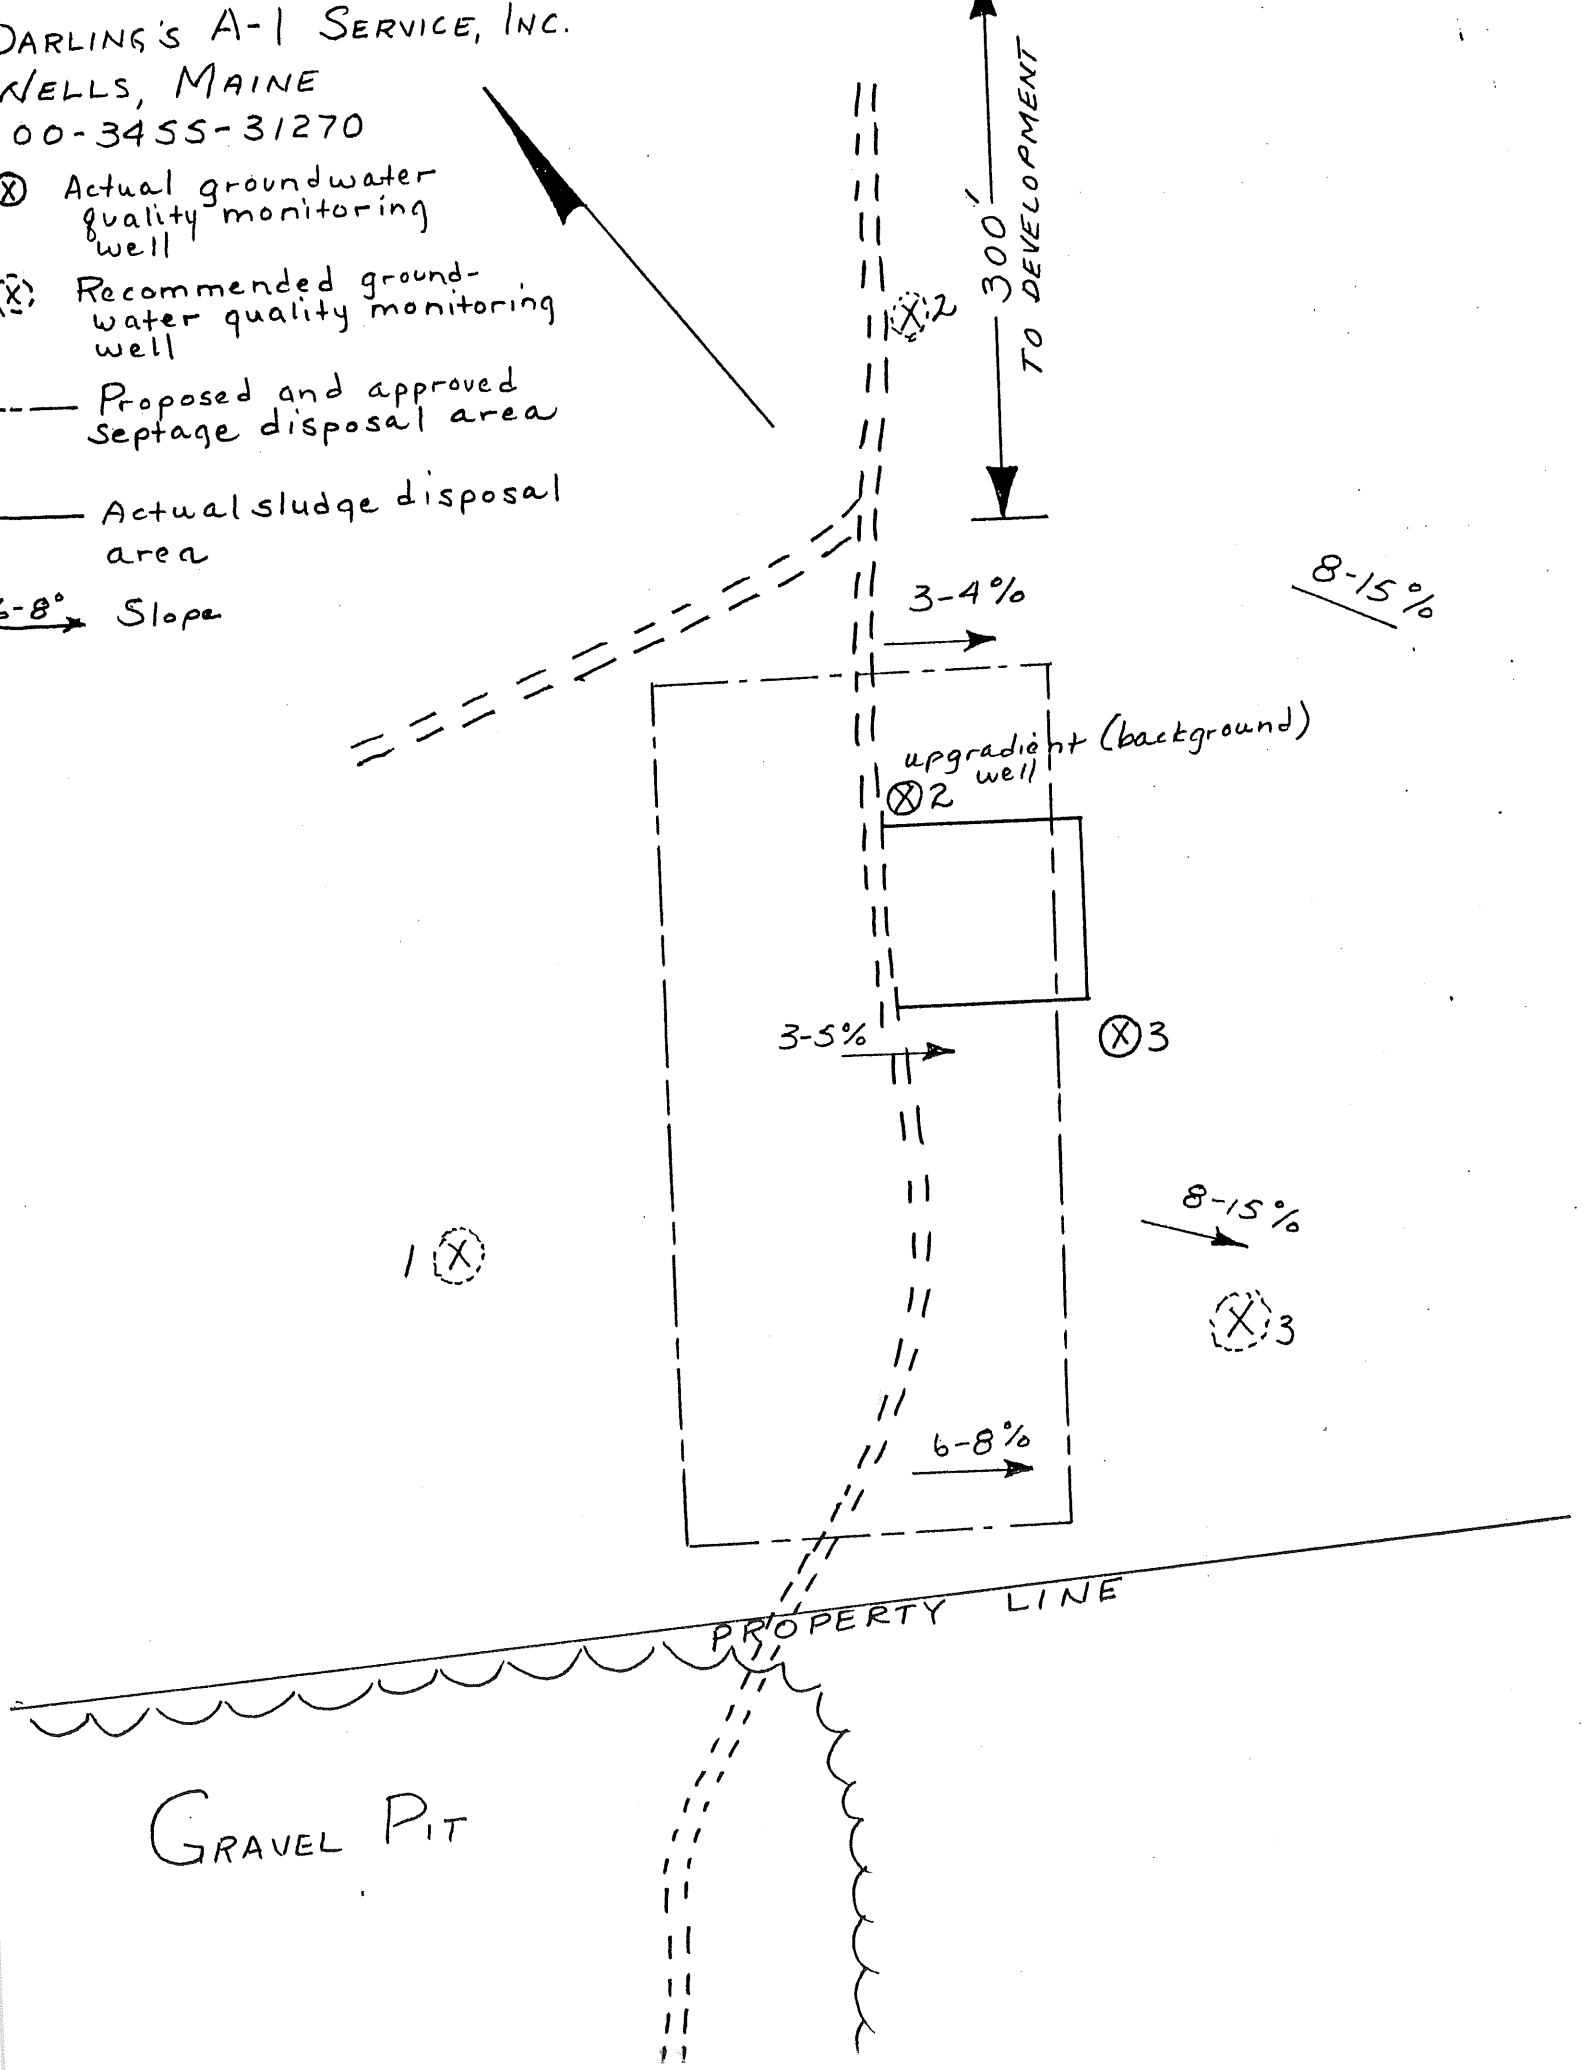 DARLING'S A-1 SERVICE, INC.
WELLS, MAINE
00-3455-31270
X Actual groundwater
quality monitoring
well
X Recommended ground-
water quality monitoring
well
Proposed and approved
septage disposal area
Actual sludge disposal
area
6-8° Slope
300'
TO DEVELOPMENT
X 2
3-4%
8-15%
upgradient (background)
well
X 2
3-5%
X 3
8-15%
1 X
X 3
6-8%
PROPERTY LINE
GRAVEL PIT